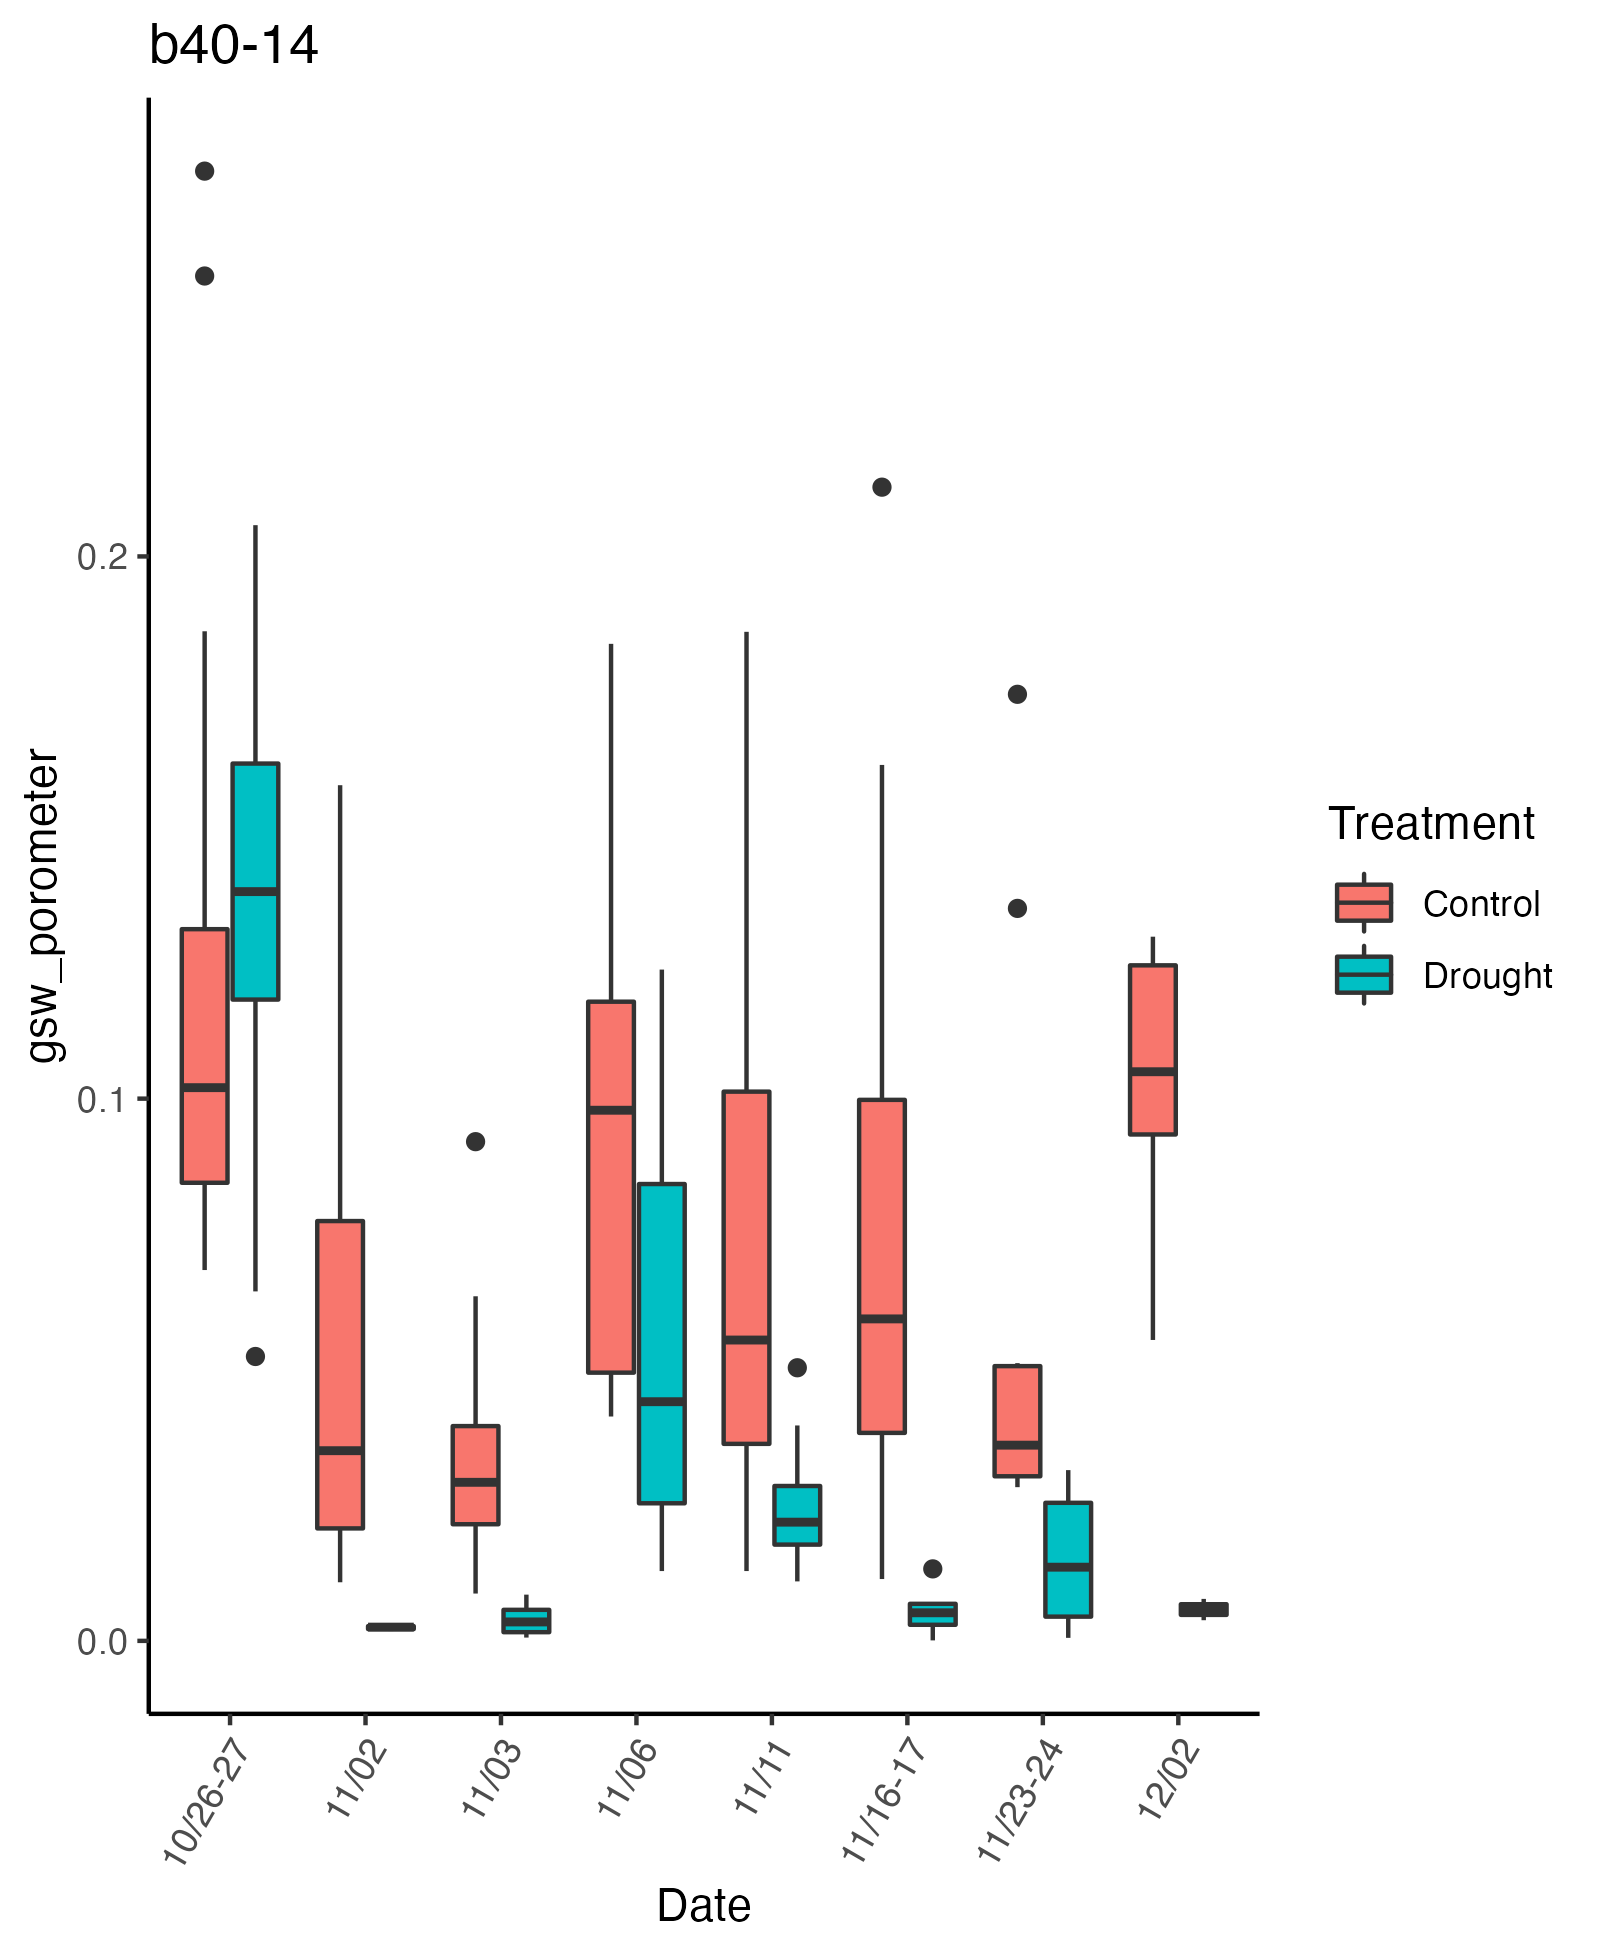 b40-14
gsw_porometer
0.2
0.1
0.0
10/26-27
11/02
11/03
11/06
11/11
11/16-17
11/23-24
12/02
Date
Treatment
Control
Drought